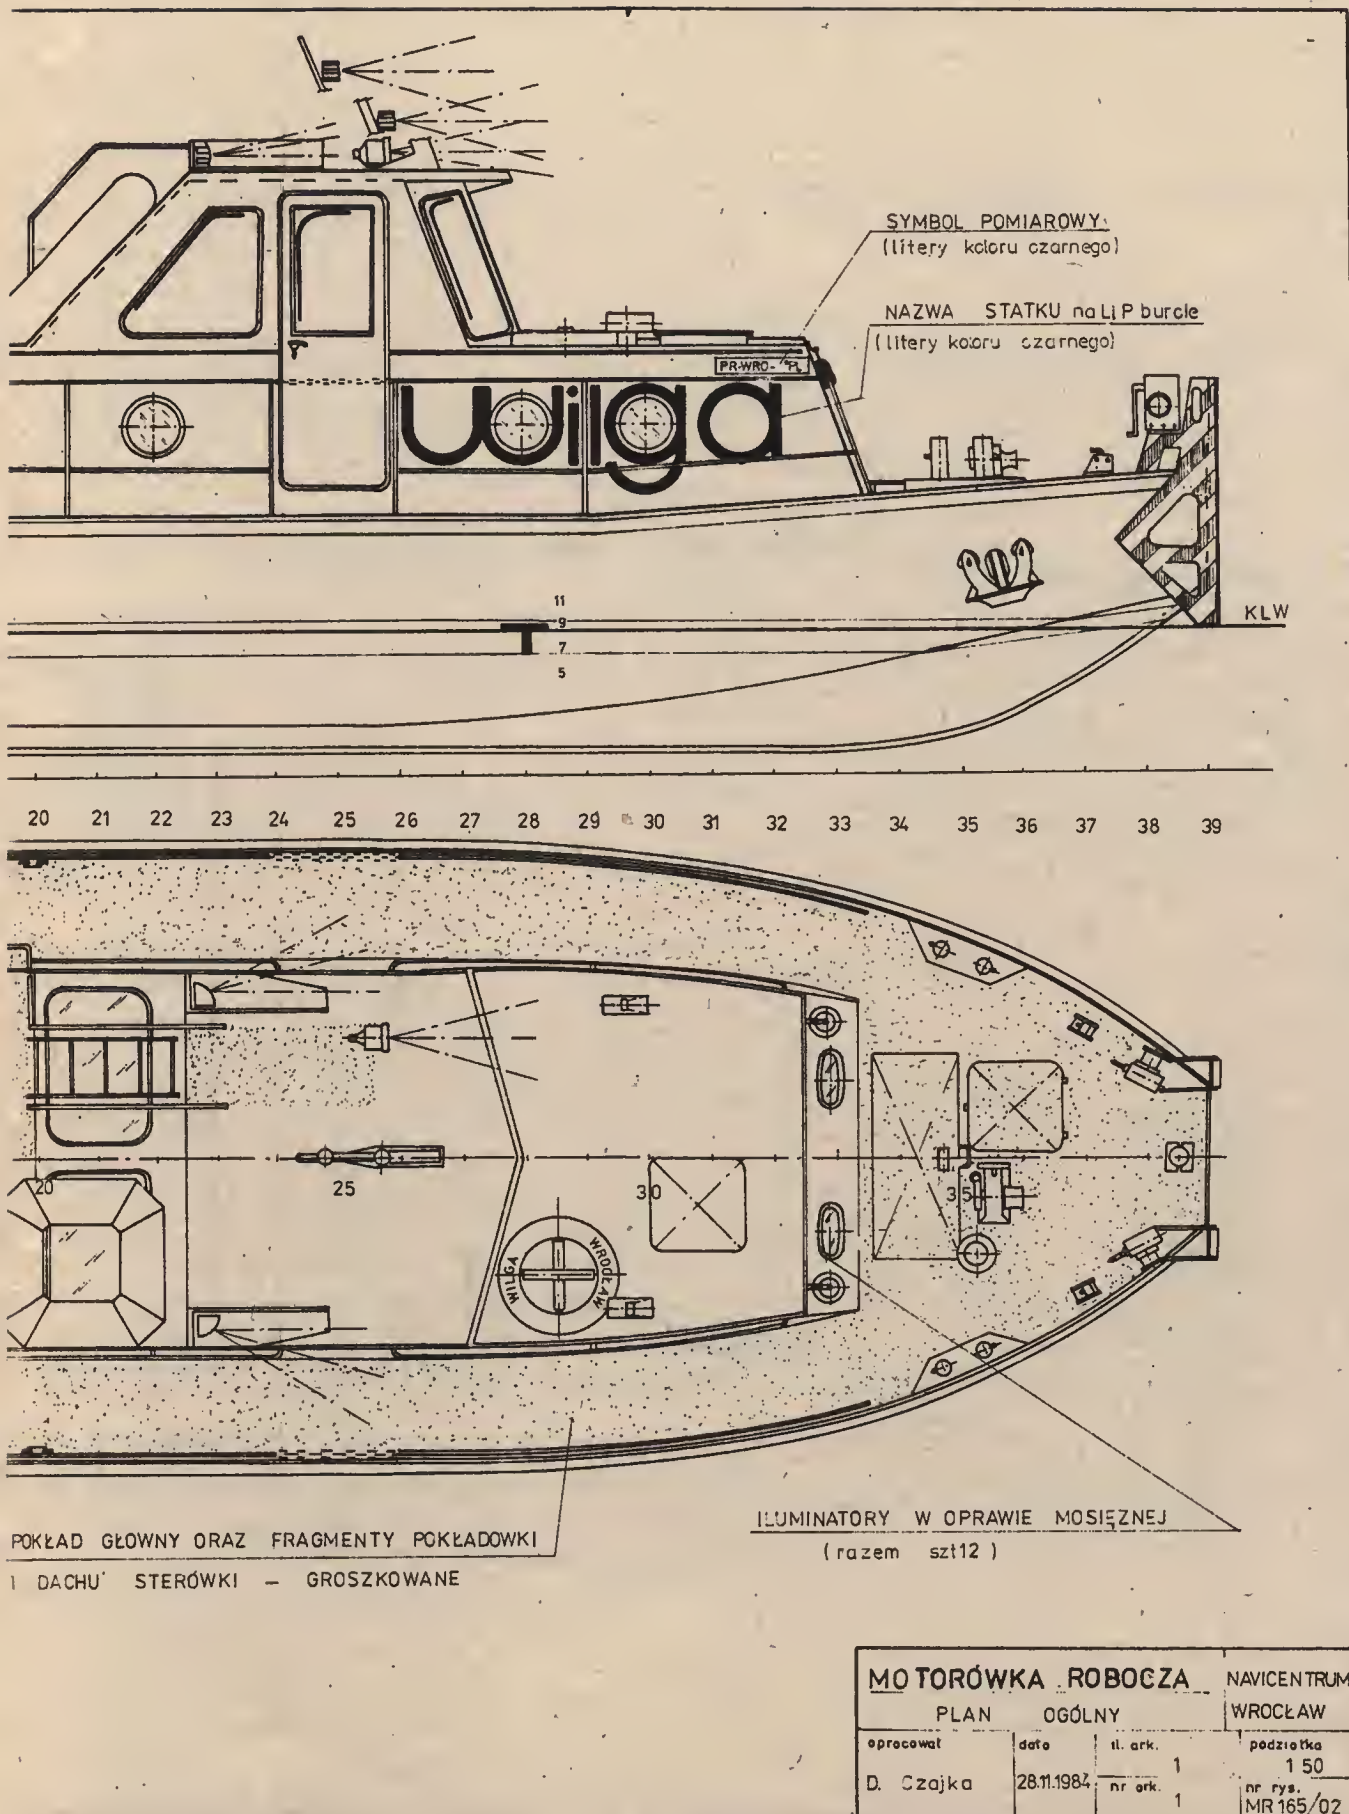 SYMBOL POMIAROWY
(litery koloru czarnego)
NAZWA STATKU na L i P burcie
(litery koloru czarnego)
PR-WRO-
wilga
11
9
7
5
KLW
20 21 22 23 24 25 26 27 28 29 30 31 32 33 34 35 36 37 38 39
20 25 30 35
WILGA WROCŁAW
POKŁAD GŁOWNY ORAZ FRAGMENTY POKŁADOWKI
I DACHU STERÓWKI – GROSZKOWANE
ILUMINATORY W OPRAWIE MOSIĘZNEJ
(razem szt12)
MOTORÓWKA ROBOCZA
PLAN OGÓLNY
NAVICENTRUM
WROCŁAW
opracował
D. Czajka
data
28.11.1984
il. ark.
1
nr ark.
1
podziałka
1 50
nr rys.
MR 165/02